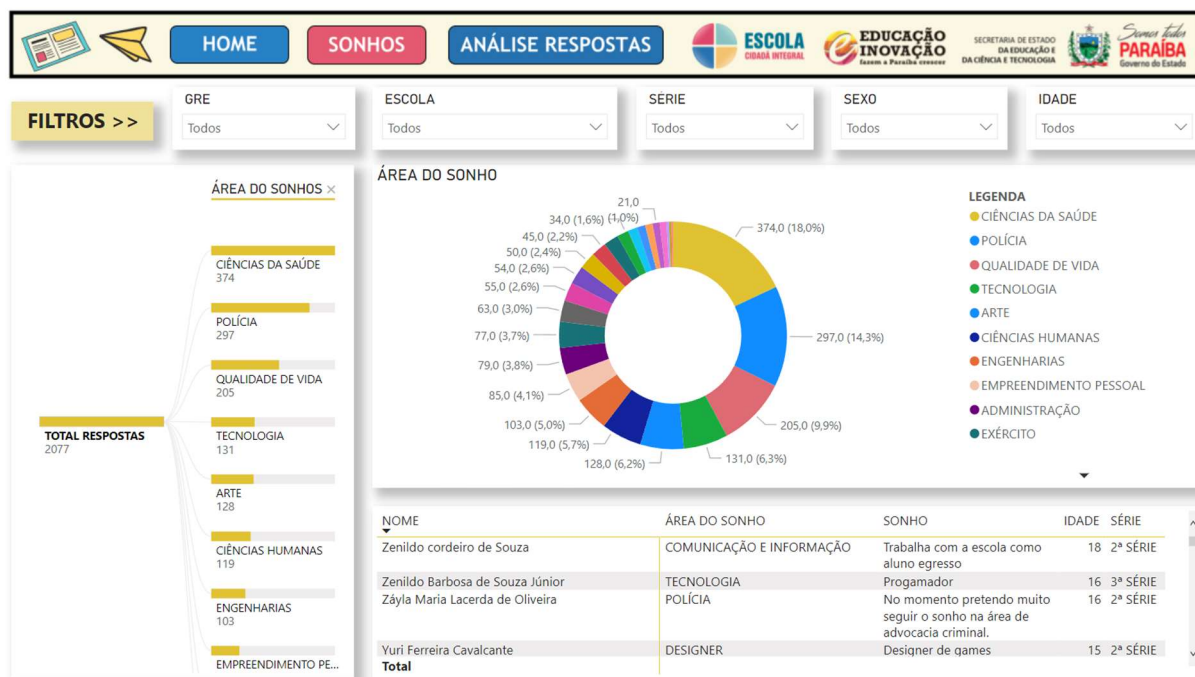 HOME
SONHOS
ANÁLISE RESPOSTAS
ESCOLA
CIDADÃ INTEGRAL
EDUCAÇÃO
INOVAÇÃO
fazem a Paraíba crescer
SECRETARIA DE ESTADO
DA EDUCAÇÃO E
DA CIÊNCIA E TECNOLOGIA
Somos todos
PARAÍBA
Governo do Estado
FILTROS >>
GRE
Todos
ESCOLA
Todos
SÉRIE
Todos
SEXO
Todos
IDADE
Todos
ÁREA DO SONHOS
TOTAL RESPOSTAS
2077
CIÊNCIAS DA SAÚDE
374
POLÍCIA
297
QUALIDADE DE VIDA
205
TECNOLOGIA
131
ARTE
128
CIÊNCIAS HUMANAS
119
ENGENHARIAS
103
EMPREENDIMENTO PE...
ÁREA DO SONHO
374,0 (18,0%)
297,0 (14,3%)
205,0 (9,9%)
131,0 (6,3%)
128,0 (6,2%)
119,0 (5,7%)
103,0 (5,0%)
85,0 (4,1%)
79,0 (3,8%)
77,0 (3,7%)
63,0 (3,0%)
55,0 (2,6%)
54,0 (2,6%)
50,0 (2,4%)
45,0 (2,2%)
34,0 (1,6%)
21,0
(1,0%)
LEGENDA
CIÊNCIAS DA SAÚDE
POLÍCIA
QUALIDADE DE VIDA
TECNOLOGIA
ARTE
CIÊNCIAS HUMANAS
ENGENHARIAS
EMPREENDIMENTO PESSOAL
ADMINISTRAÇÃO
EXÉRCITO
NOME ÁREA DO SONHO SONHO IDADE SÉRIE
Zenildo cordeiro de Souza COMUNICAÇÃO E INFORMAÇÃO Trabalha com a escola como 18 2ª SÉRIE
aluno egresso
Zenildo Barbosa de Souza Júnior TECNOLOGIA Progamador 16 3ª SÉRIE
Záyla Maria Lacerda de Oliveira POLÍCIA No momento pretendo muito 16 2ª SÉRIE
seguir o sonho na área de
advocacia criminal.
Yuri Ferreira Cavalcante DESIGNER Designer de games 15 2ª SÉRIE
Total